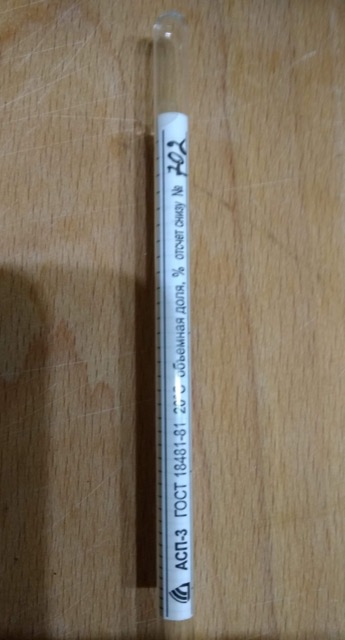 АСП-3 ГОСТ 18481-81 20°C объемная доля, % отсчет снизу № 702